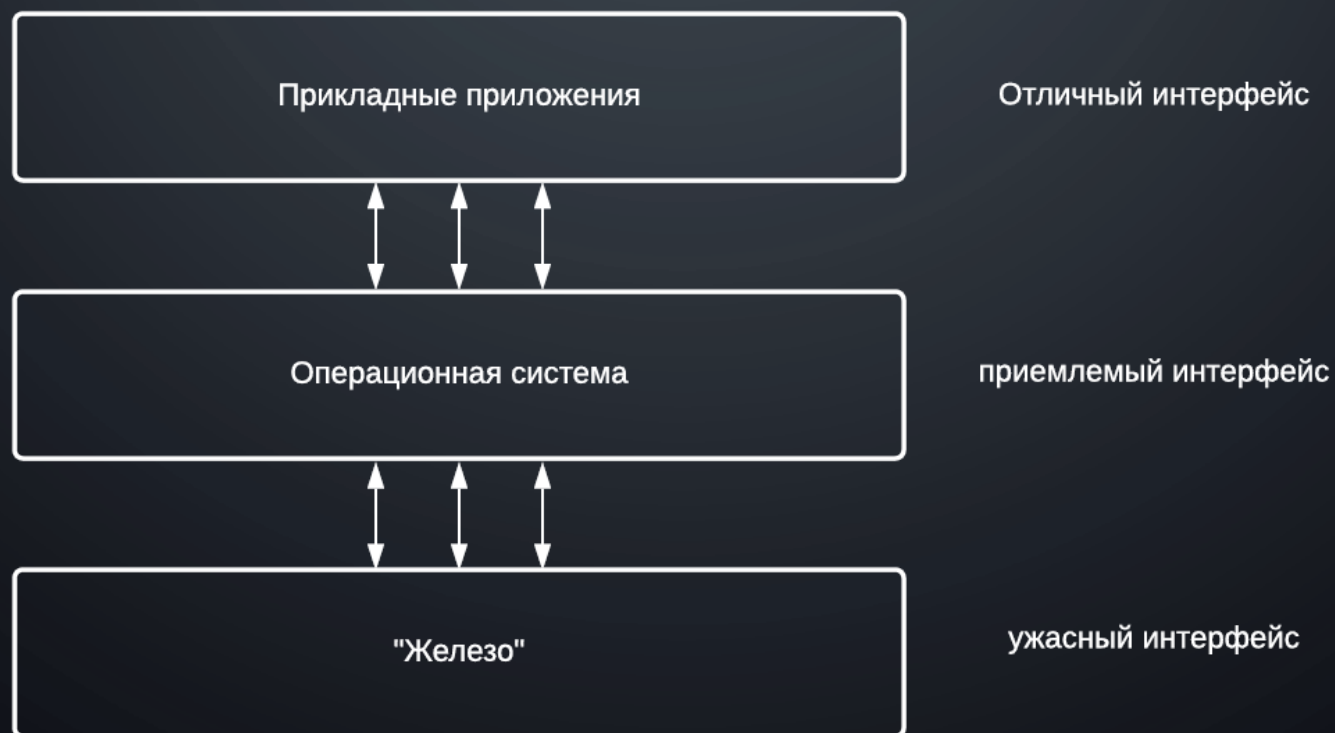 Прикладные приложения
Отличный интерфейс
Операционная система
приемлемый интерфейс
"Железо"
ужасный интерфейс